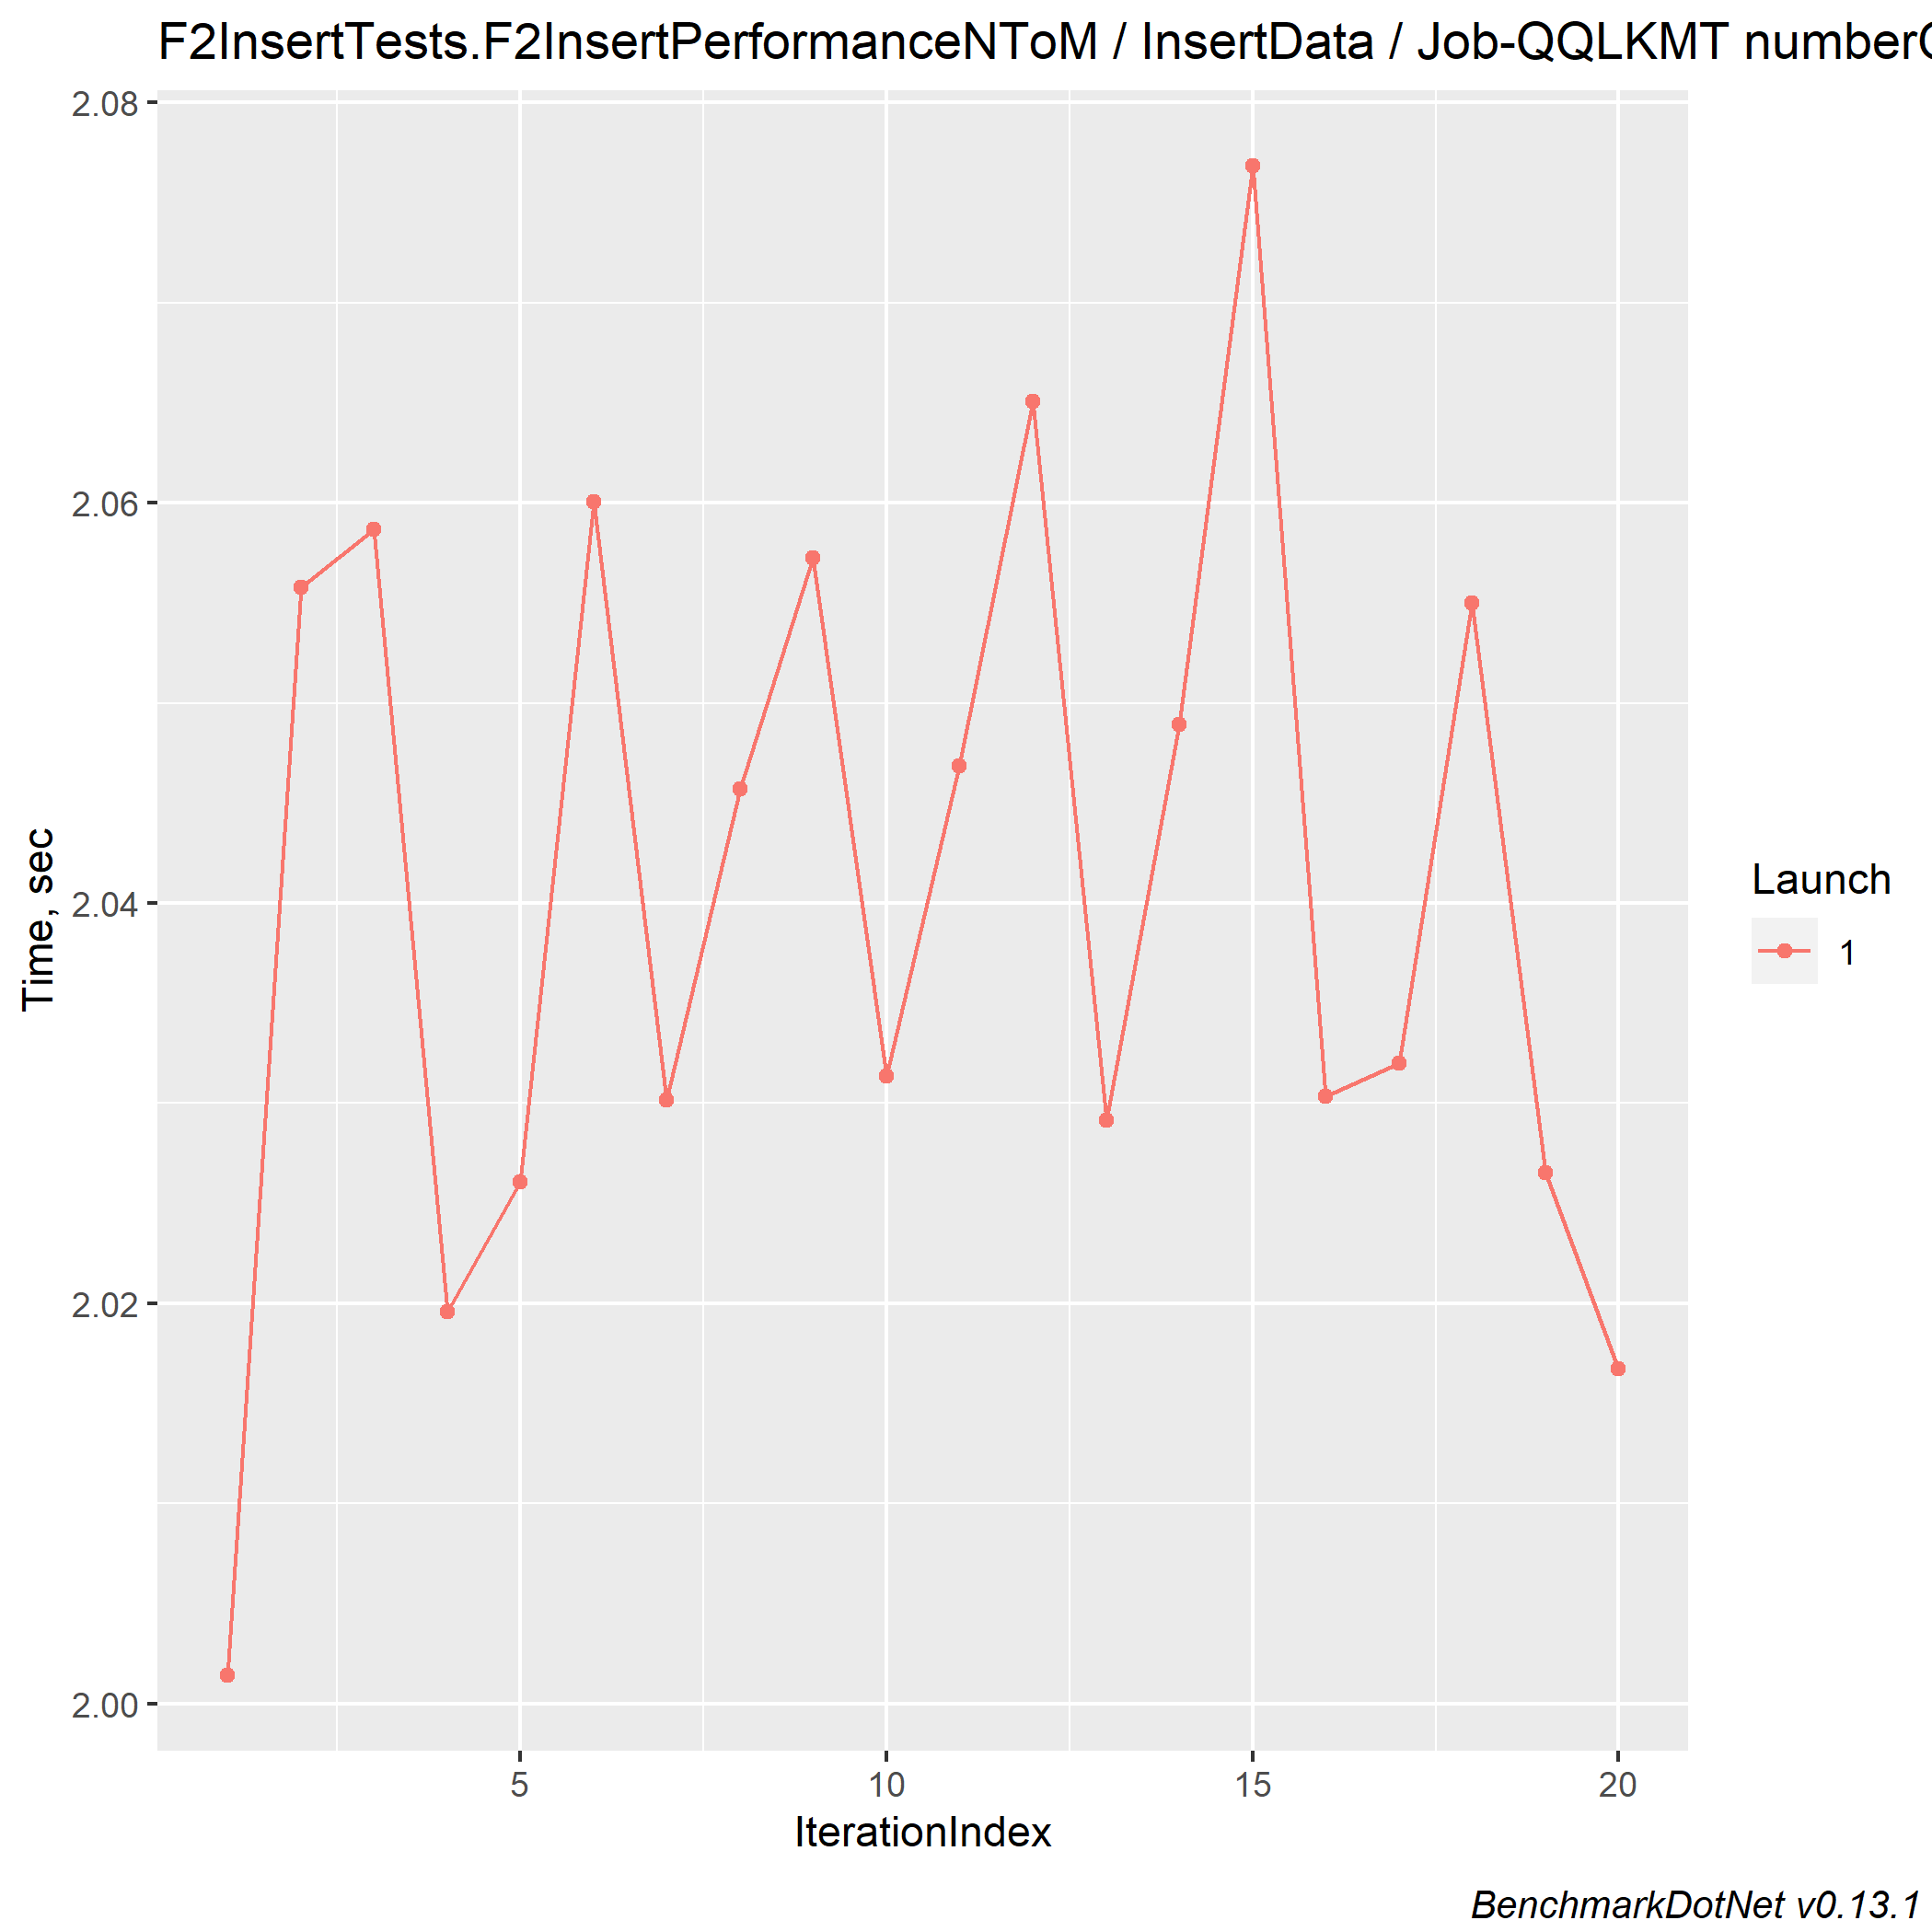 F2InsertTests.F2InsertPerformanceNToM / InsertData / Job-QQLKMT
2.08
2.06
2.04
2.02
2.00
Time, sec
5
10
15
20
IterationIndex
Launch
1
BenchmarkDotNet v0.13.1